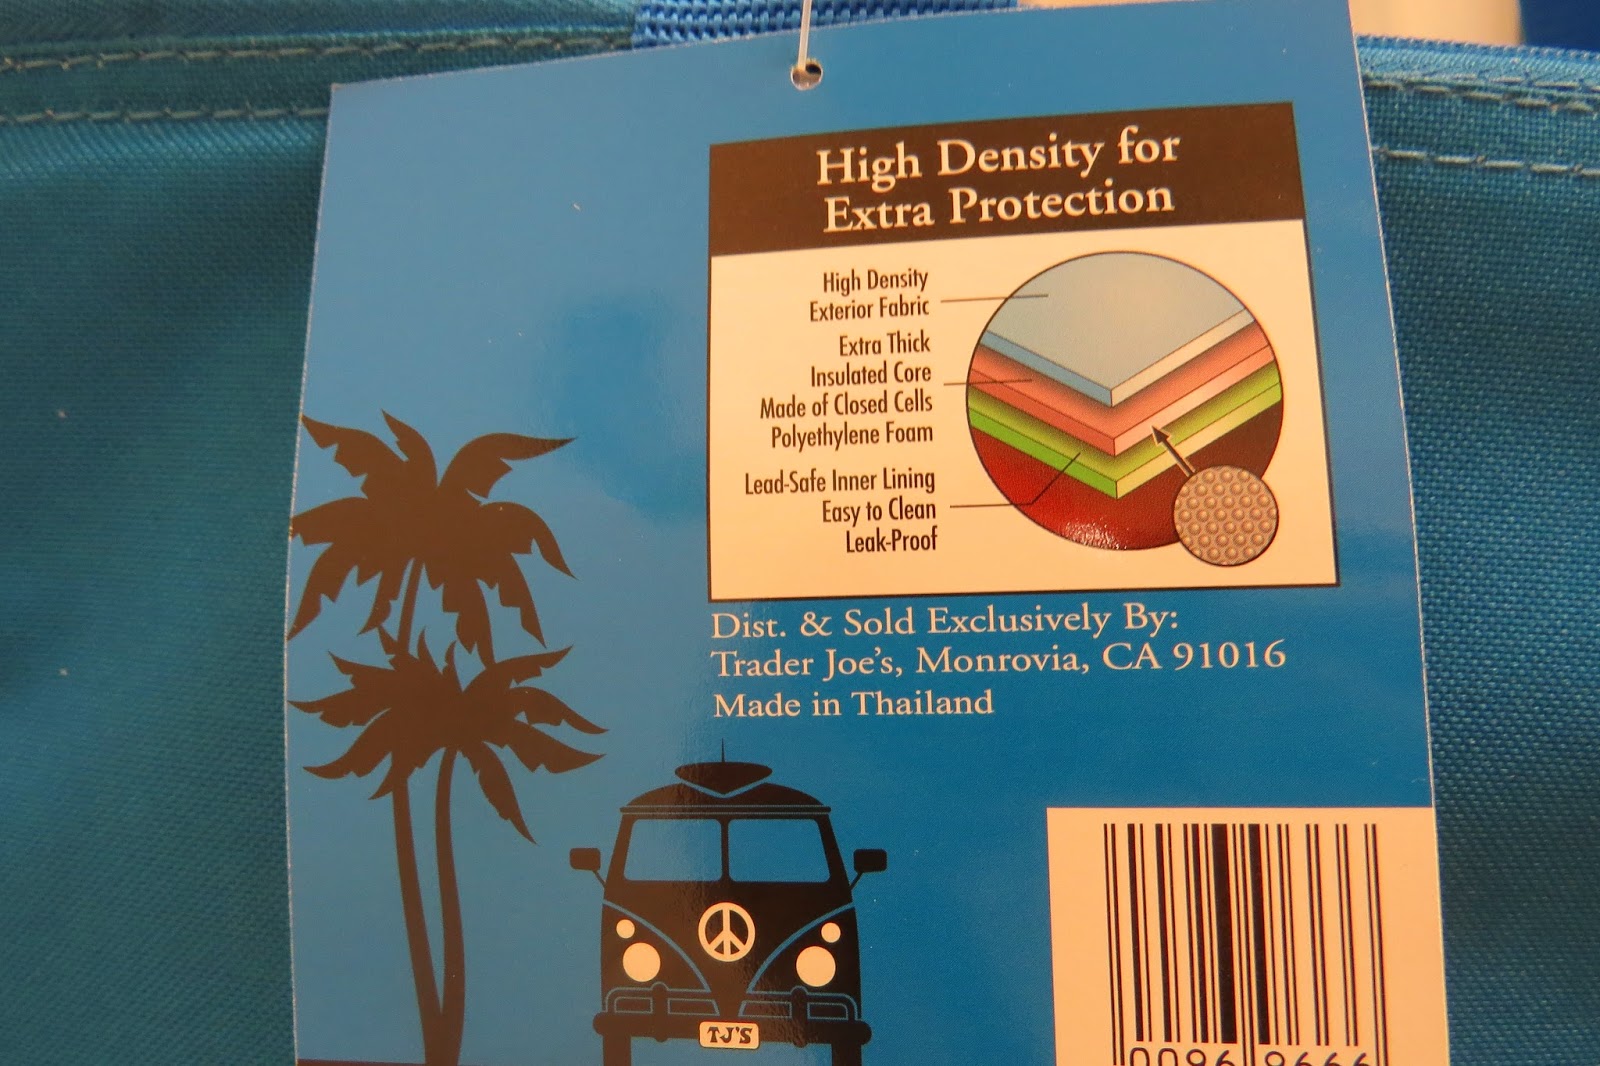 High Density for
Extra Protection
High Density
Exterior Fabric
Extra Thick
Insulated Core
Made of Closed Cells
Polyethylene Foam
Lead-Safe Inner Lining
Easy to Clean
Leak-Proof
Dist. & Sold Exclusively By:
Trader Joe's, Monrovia, CA 91016
Made in Thailand
TJ'S